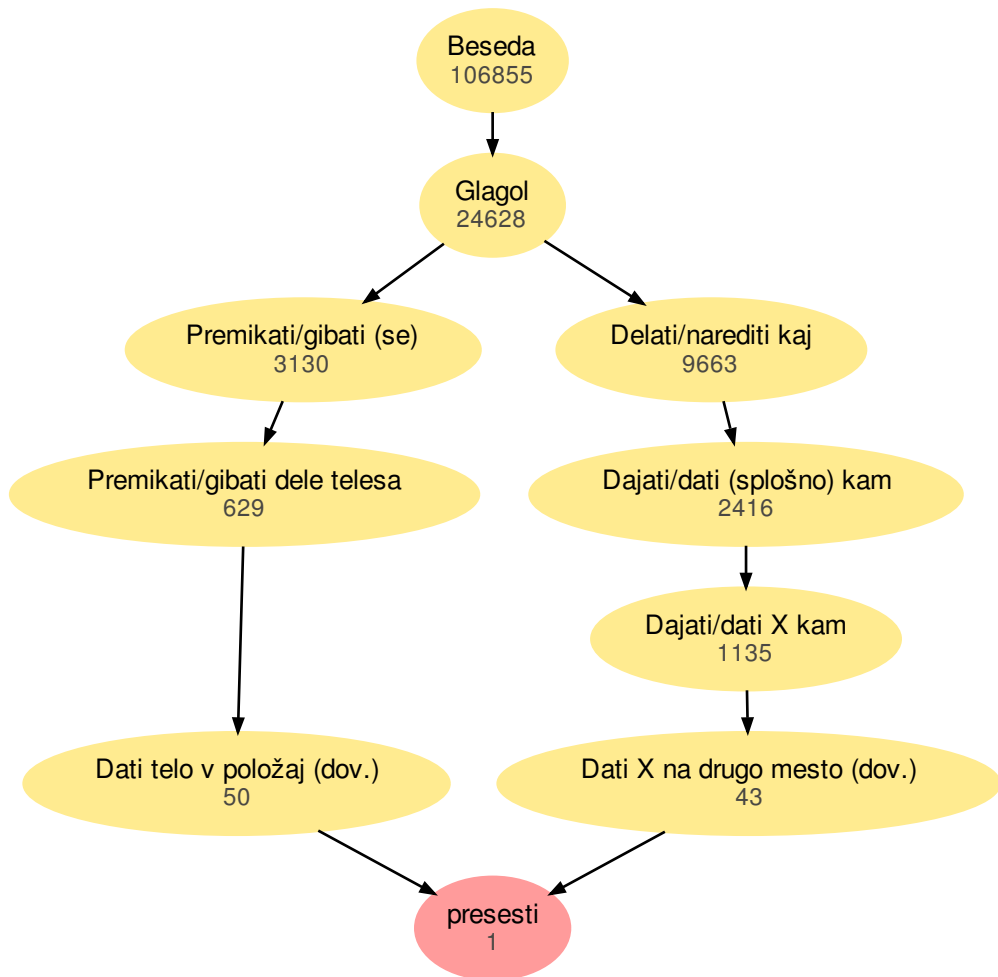 Beseda
106855
Glagol
24628
Premikati/gibati (se)
3130
Delati/narediti kaj
9663
Premikati/gibati dele telesa
629
Dajati/dati (splošno) kam
2416
Dajati/dati X kam
1135
Dati telo v položaj (dov.)
50
Dati X na drugo mesto (dov.)
43
presesti
1